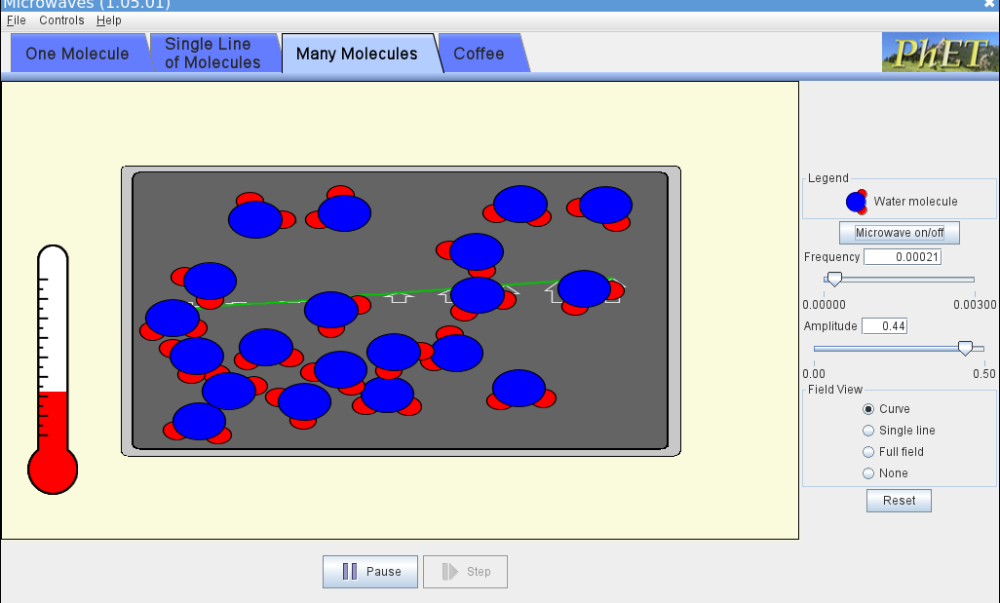 Microwaves (1.05.01)
File Controls Help
One Molecule
Single Line
of Molecules
Many Molecules
Coffee
PhET
Legend
Water molecule
Microwave on/off
Frequency 0.00021
0.00000 0.00300
Amplitude 0.44
0.00 0.50
Field View
Curve
Single line
Full field
None
Reset
Pause
Step